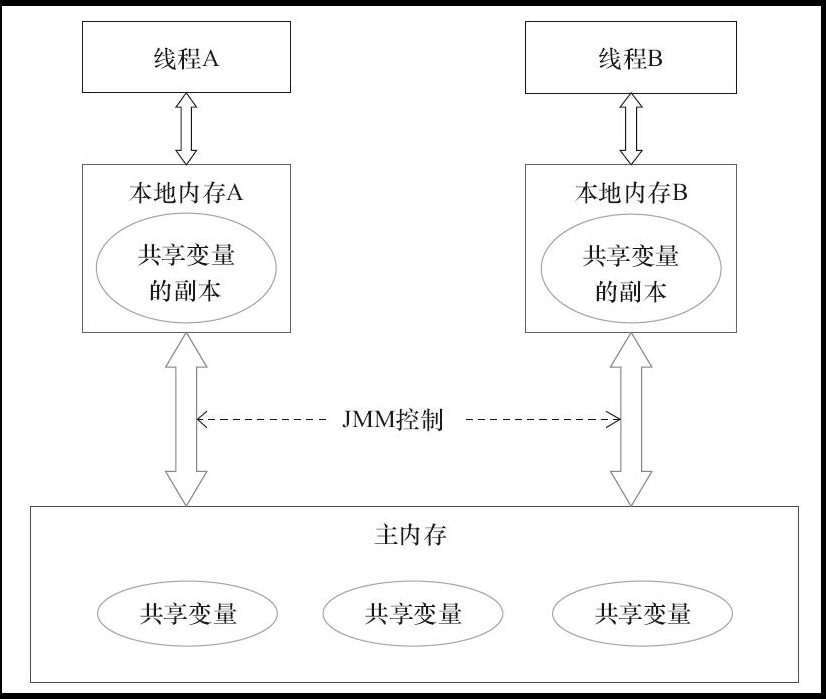 线程A
线程B
本地内存A
共享变量
的副本
本地内存B
共享变量
的副本
JMM控制
主内存
共享变量
共享变量
共享变量